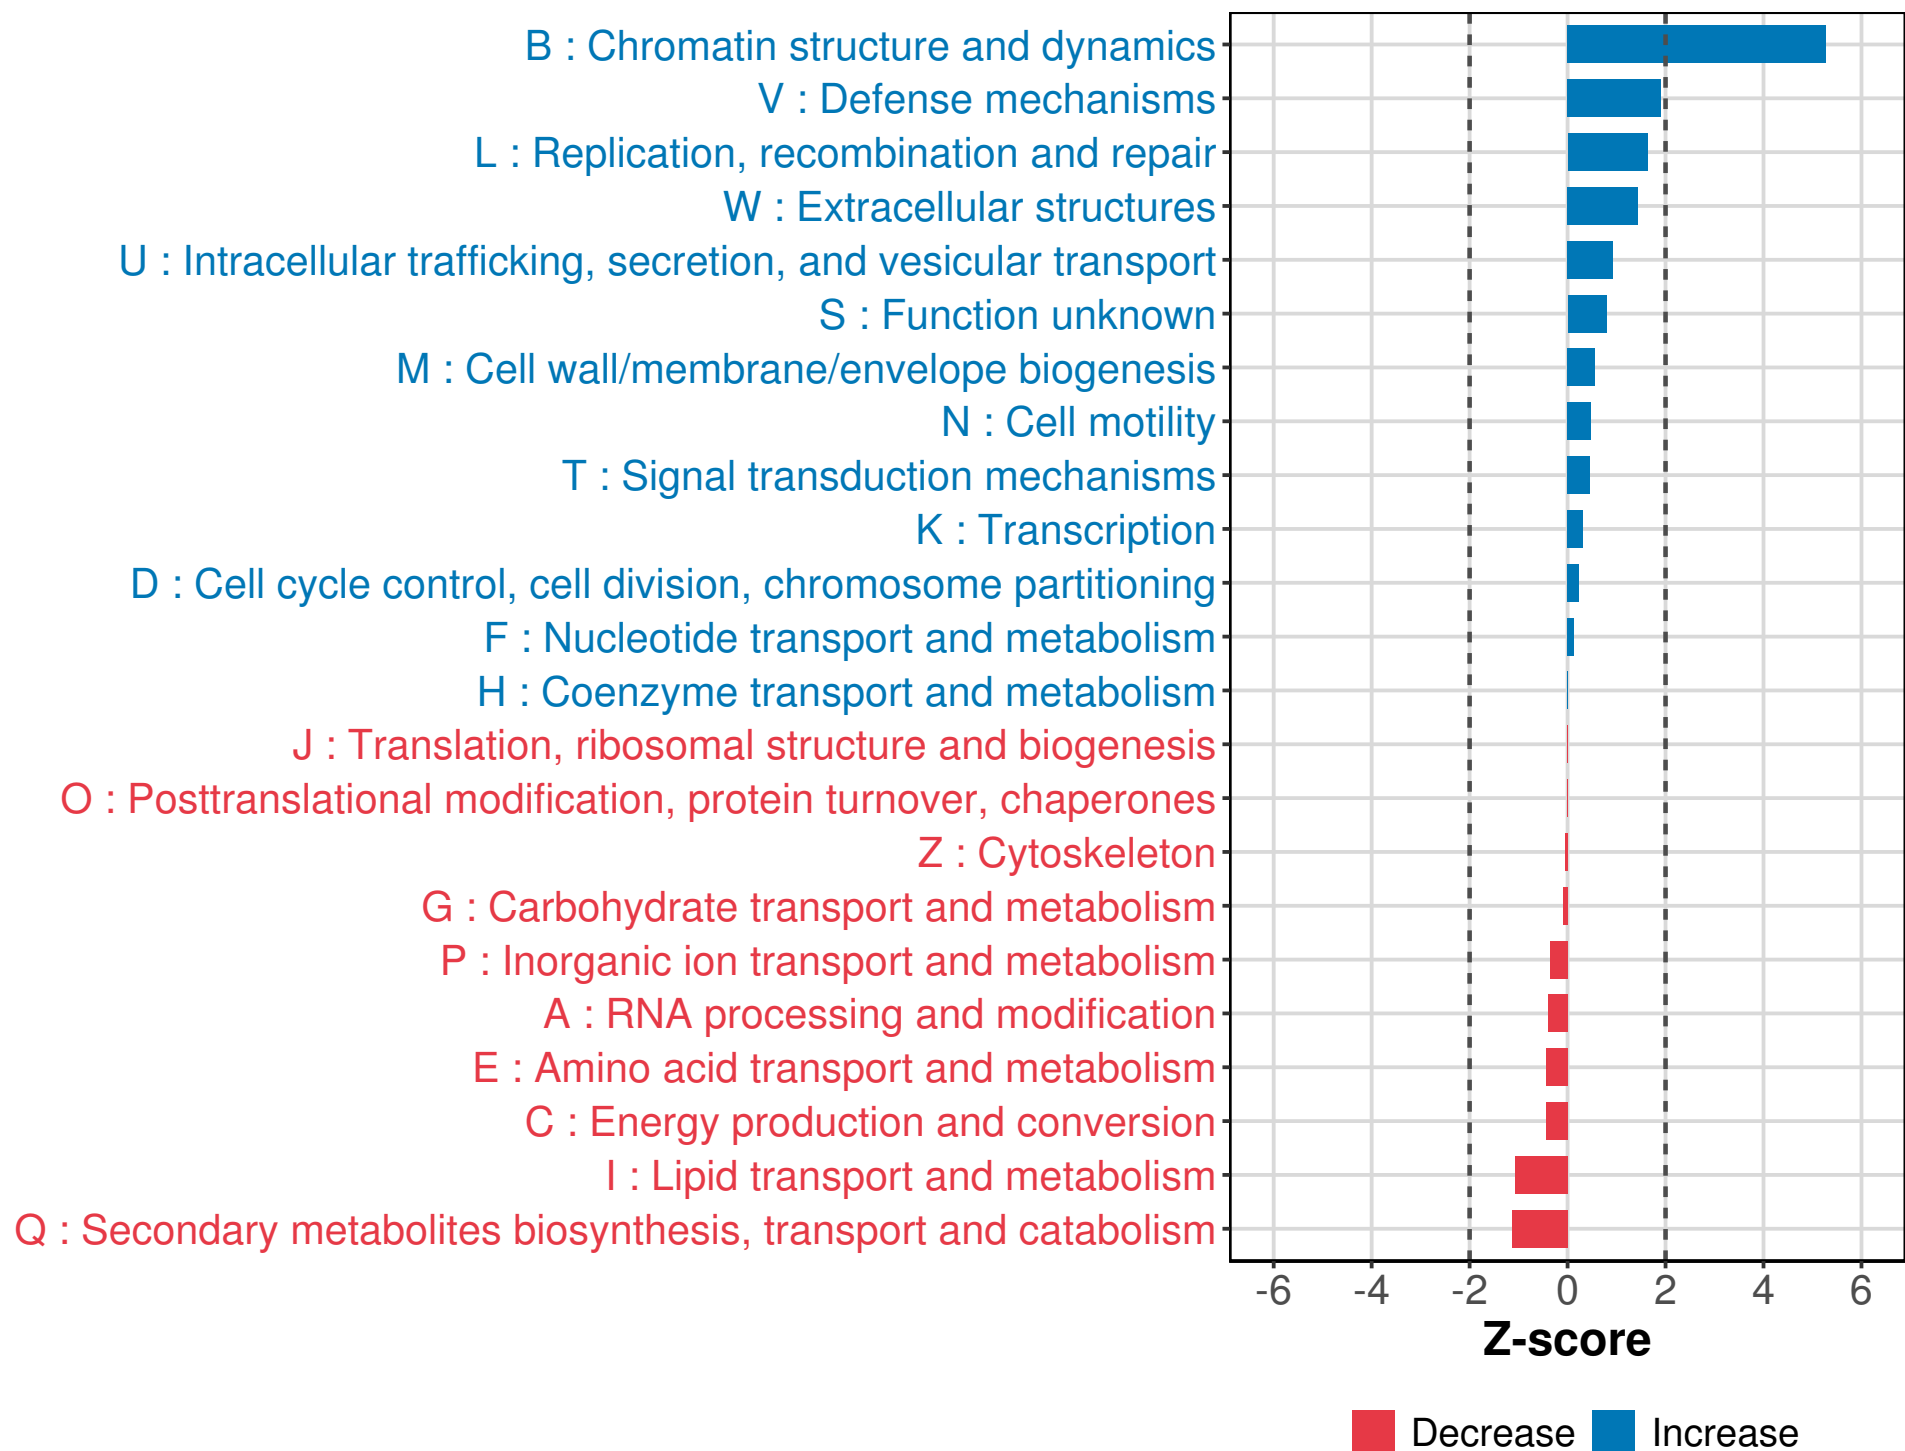 B : Chromatin structure and dynamics
V : Defense mechanisms
L : Replication, recombination and repair
W : Extracellular structures
U : Intracellular trafficking, secretion, and vesicular transport
S : Function unknown
M : Cell wall/membrane/envelope biogenesis
N : Cell motility
T : Signal transduction mechanisms
K : Transcription
D : Cell cycle control, cell division, chromosome partitioning
F : Nucleotide transport and metabolism
H : Coenzyme transport and metabolism
J : Translation, ribosomal structure and biogenesis
O : Posttranslational modification, protein turnover, chaperones
Z : Cytoskeleton
G : Carbohydrate transport and metabolism
P : Inorganic ion transport and metabolism
A : RNA processing and modification
E : Amino acid transport and metabolism
C : Energy production and conversion
I : Lipid transport and metabolism
Q : Secondary metabolites biosynthesis, transport and catabolism
-6 -4 -2 0 2 4 6
Z-score
Decrease Increase